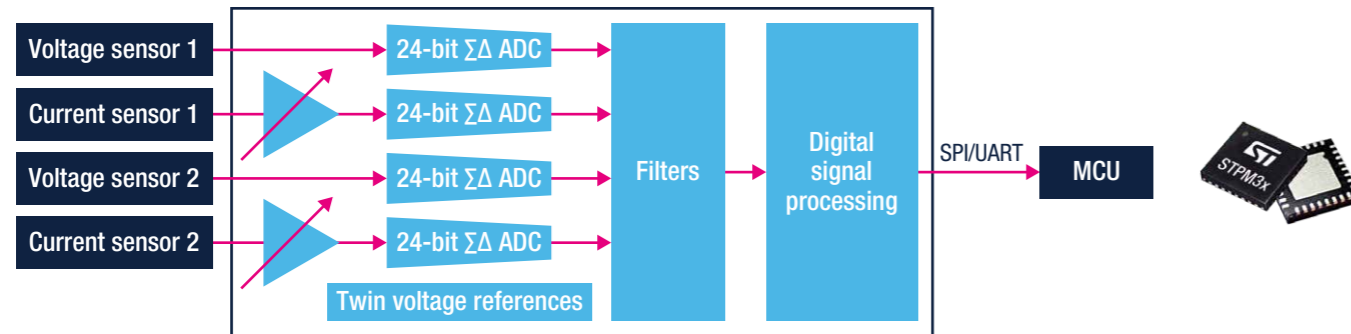 Voltage sensor 1
24-bit ∑Δ ADC
Current sensor 1
24-bit ∑Δ ADC
Voltage sensor 2
24-bit ∑Δ ADC
Current sensor 2
24-bit ∑Δ ADC
Twin voltage references
Filters
Digital
signal
processing
SPI/UART
MCU
ST
STPM3x